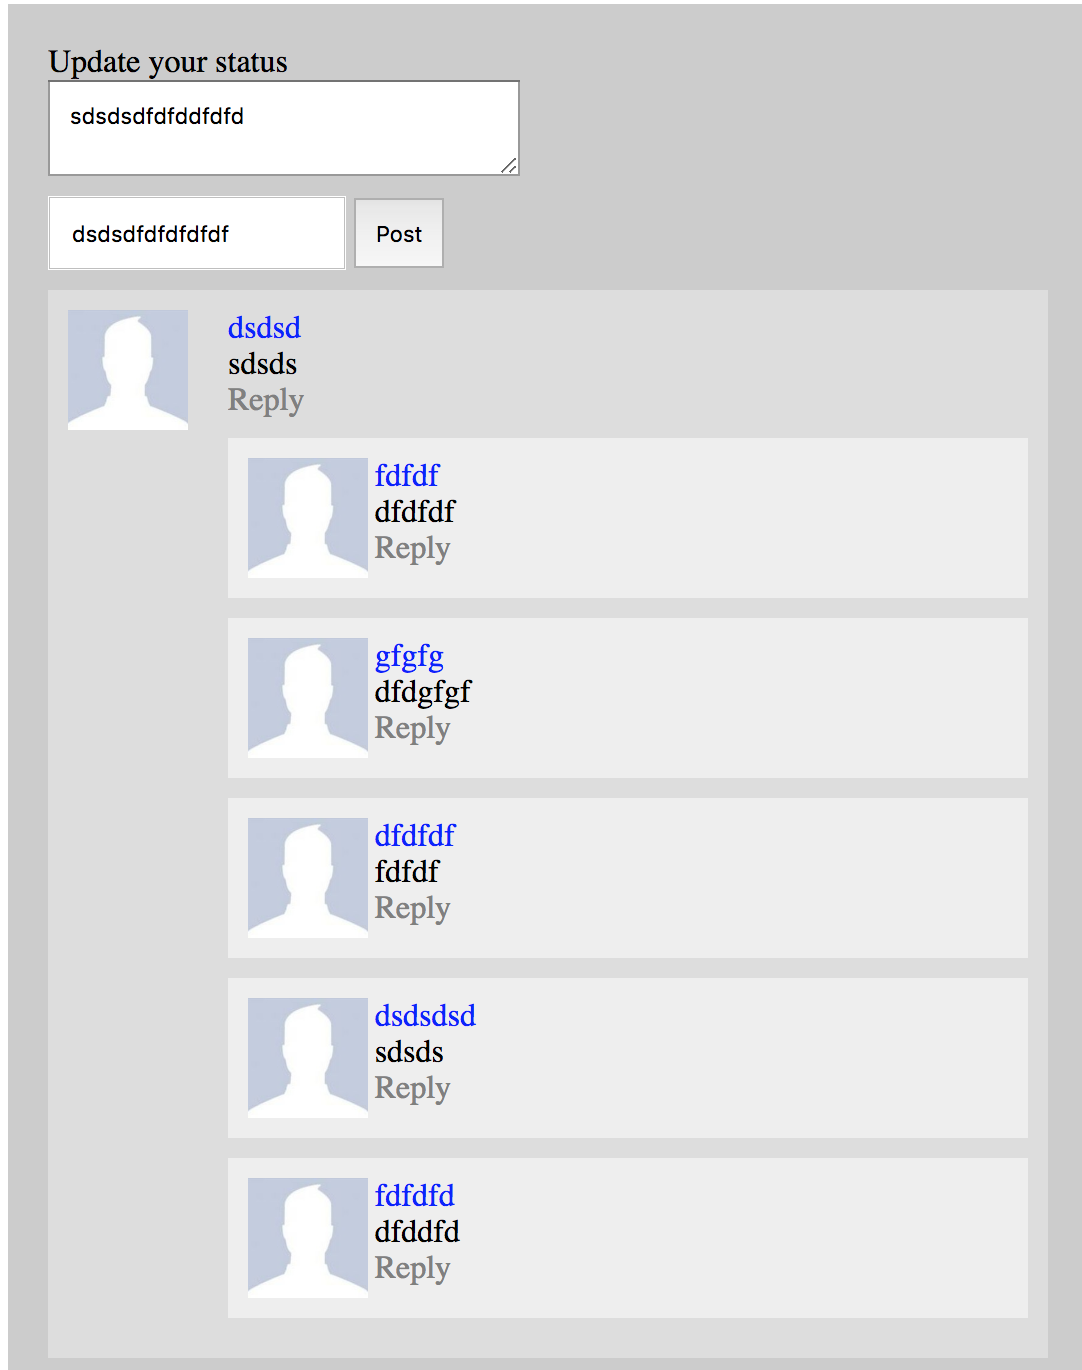 Update your status
sdsdsdfdfddfdfd
dsdsdfdfdfdfdf Post
dsdsd
sdsds
Reply
fdfdf
dfdfdf
Reply
gfgfg
dfdgfgf
Reply
dfdfdf
fdfdf
Reply
dsdsdsd
sdsds
Reply
fdfdfd
dfddfd
Reply